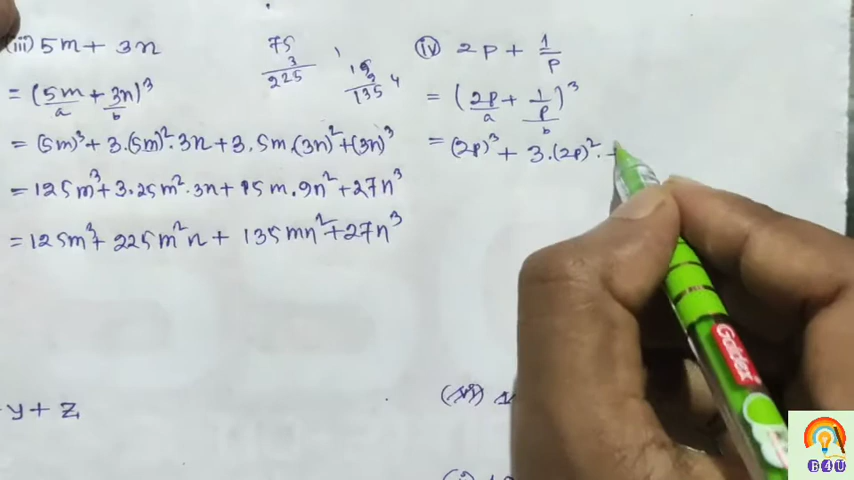 (iii) 5m + 3n
= (5m + 3n)³
a b
= (5m)³ + 3.(5m)².3n + 3.5m.(3n)² + (3n)³
= 125m³ + 3.25m².3n + 15m.9n² + 27n³
= 125m³ + 225m²n + 135mn² + 27n³
75
3
225
135
(iv) 2p + 1/p
= (2p + 1/p)³
a b
= (2p)³ + 3.(2p)².
y + z
Goldex
B4U